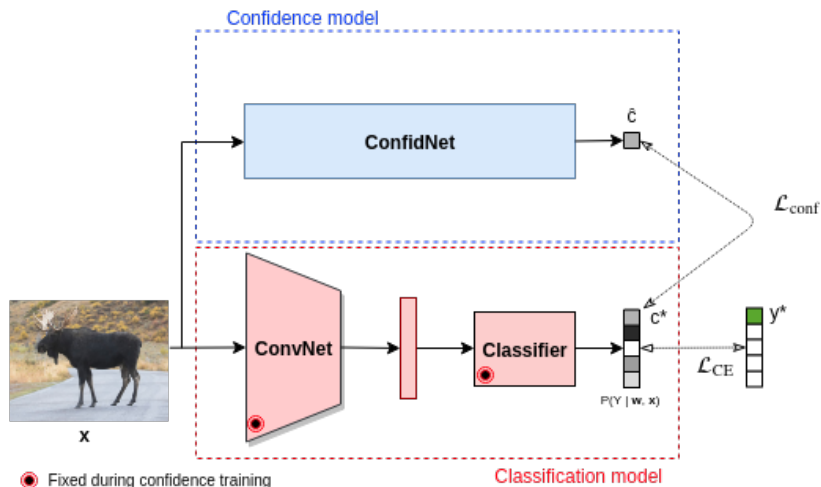 Confidence model
ConfidNet
ĉ
ℒconf
ConvNet
Classifier
c*
y*
ℒCE
P(Y | w, x)
x
Fixed during confidence training
Classification model